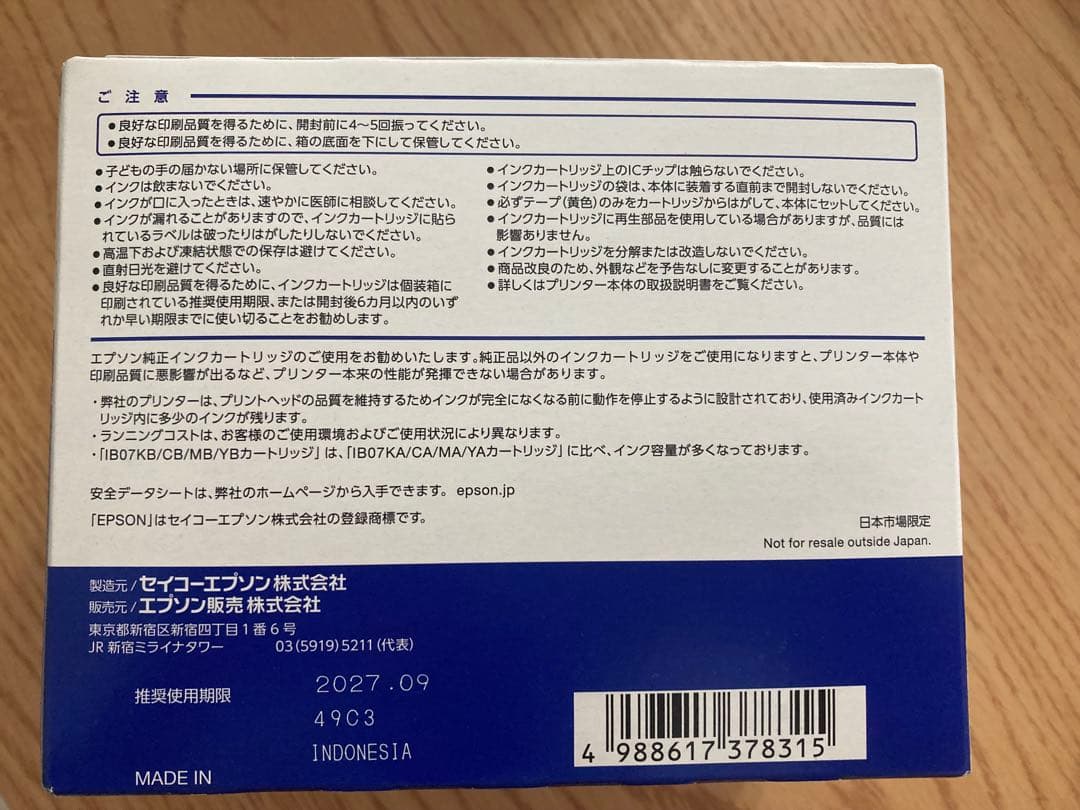 ご注意
●良好な印刷品質を得るために、開封前に4〜5回振ってください。
●良好な印刷品質を得るために、箱の底面を下にして保管してください。
●子どもの手の届かない場所に保管してください。
●インクは飲まないでください。
●インクが口に入ったときは、速やかに医師に相談してください。
●インクが漏れることがありますので、インクカートリッジに貼ら
れているラベルは破ったりはがしたりしないでください。
●高温下および凍結状態での保存は避けてください。
●直射日光を避けてください。
●良好な印刷品質を得るために、インクカートリッジは個装箱に
印刷されている推奨使用期限、または開封後6カ月以内のいず
れか早い期限までに使い切ることをお勧めします。
●インクカートリッジ上のICチップは触らないでください。
●インクカートリッジの袋は、本体に装着する直前まで開封しないでください。
●必ずテープ(黄色)のみをカートリッジからはがして、本体にセットしてください。
●インクカートリッジに再生部品を使用している場合がありますが、品質には
影響ありません。
●インクカートリッジを分解または改造しないでください。
●商品改良のため、外観などを予告なしに変更することがあります。
●詳しくはプリンター本体の取扱説明書をご覧ください。
エプソン純正インクカートリッジのご使用をお勧めいたします。純正品以外のインクカートリッジをご使用になりますと、プリンター本体や
印刷品質に悪影響が出るなど、プリンター本来の性能が発揮できない場合があります。
・弊社のプリンターは、プリントヘッドの品質を維持するためインクが完全になくなる前に動作を停止するように設計されており、使用済みインクカート
リッジ内に多少のインクが残ります。
・ランニングコストは、お客様のご使用環境およびご使用状況により異なります。
・「IB07KB/CB/MB/YBカートリッジ」は、「IB07KA/CA/MA/YAカートリッジ」に比べ、インク容量が多くなっております。
安全データシートは、弊社のホームページから入手できます。 epson.jp
「EPSON」はセイコーエプソン株式会社の登録商標です。
日本市場限定
Not for resale outside Japan.
製造元/セイコーエプソン株式会社
販売元/エプソン販売株式会社
東京都新宿区新宿四丁目1番6号
JR新宿ミライナタワー 03(5919)5211(代表)
推奨使用期限 2027.09
49C3
INDONESIA
MADE IN
4 988617 378315